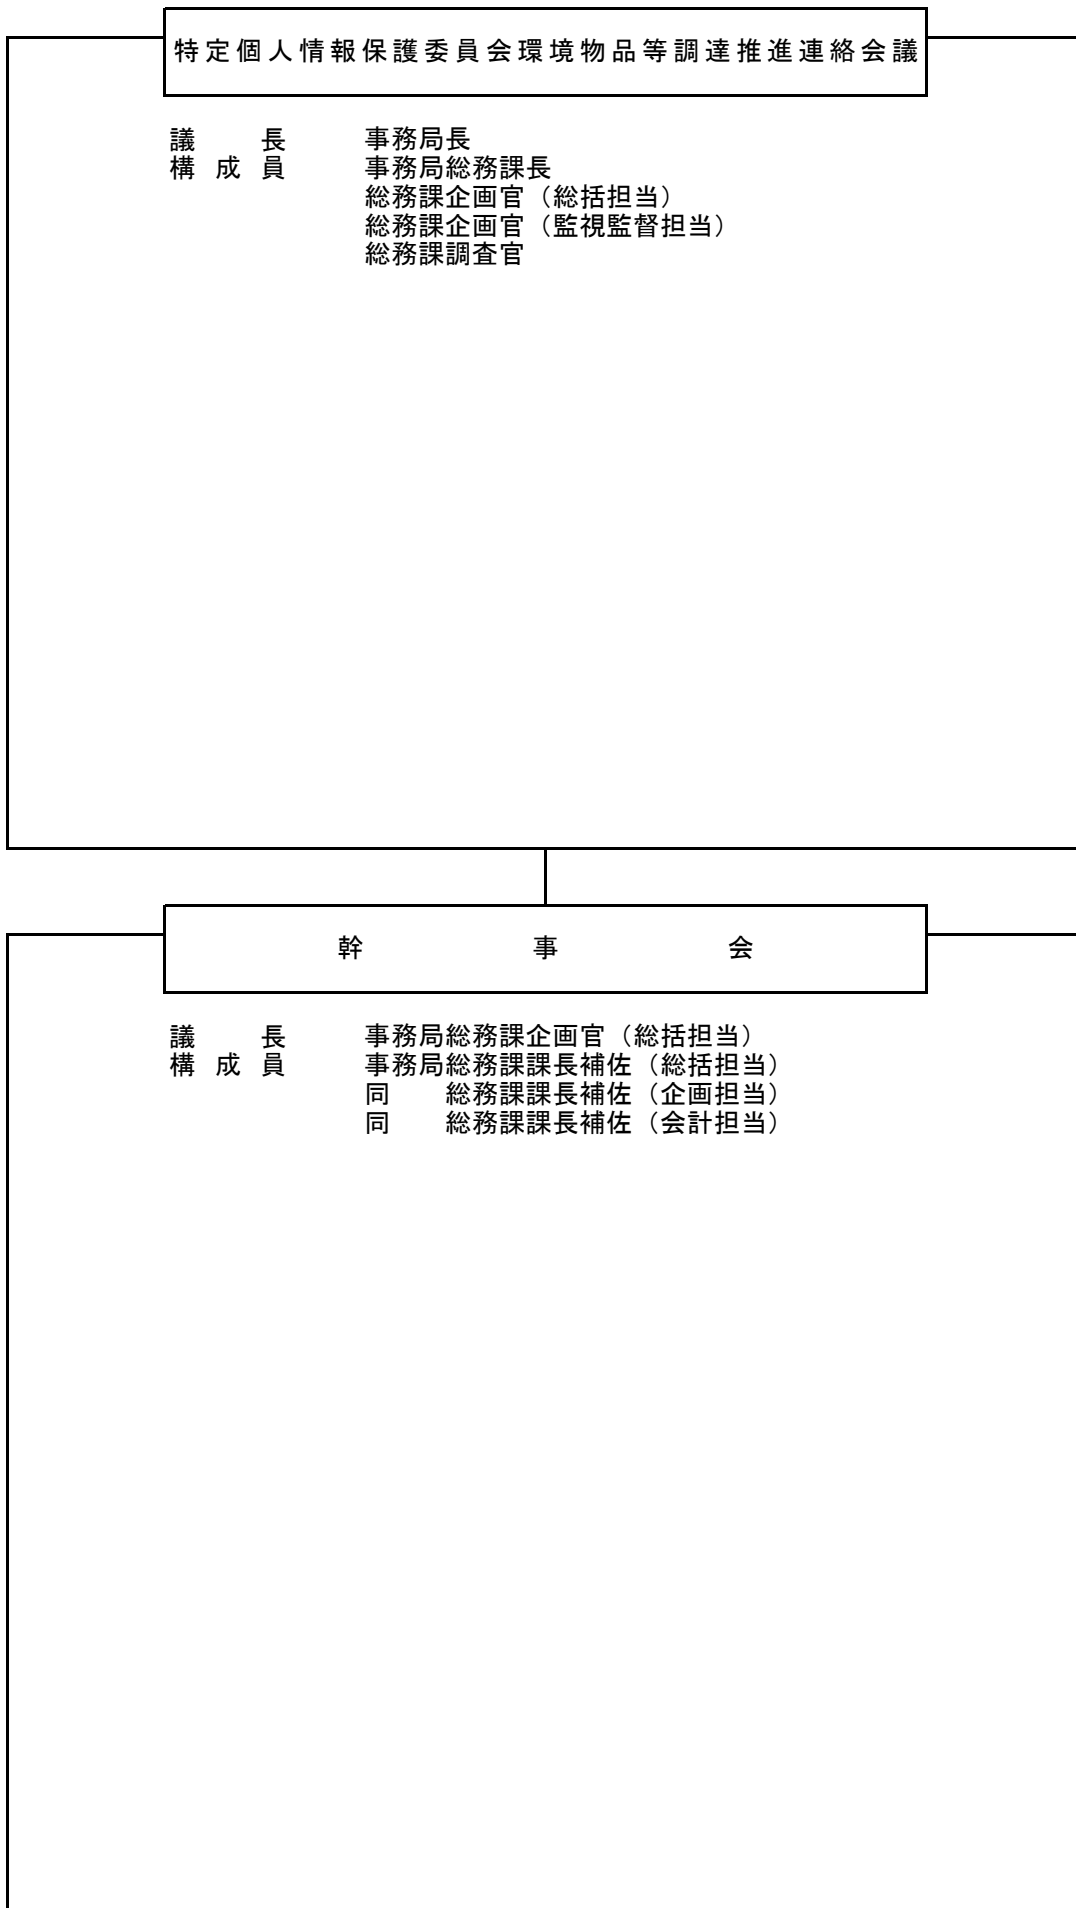 特定個人情報保護委員会環境物品等調達推進連絡会議
議　　長　　事務局長
構成員　　事務局総務課長
総務課企画官（総括担当）
総務課企画官（監視監督担当）
総務課調査官
幹　　事　　会
議　　長　　事務局総務課企画官（総括担当）
構成員　　事務局総務課課長補佐（総括担当）
同　　総務課課長補佐（企画担当）
同　　総務課課長補佐（会計担当）